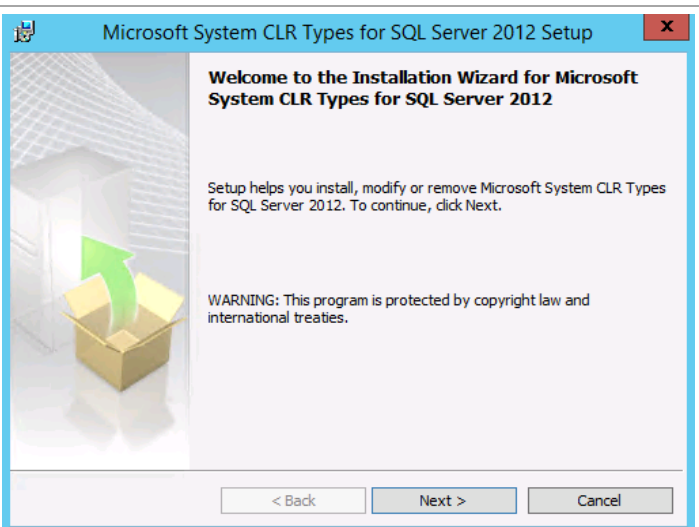 Microsoft System CLR Types for SQL Server 2012 Setup
x
Welcome to the Installation Wizard for Microsoft
System CLR Types for SQL Server 2012
Setup helps you install, modify or remove Microsoft System CLR Types
for SQL Server 2012. To continue, click Next.
WARNING: This program is protected by copyright law and
international treaties.
< Back
Next >
Cancel